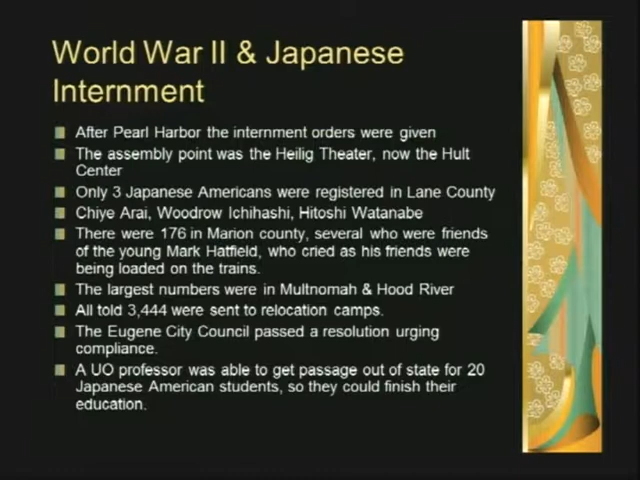 World War II & Japanese
Internment
After Pearl Harbor the internment orders were given
The assembly point was the Heilig Theater, now the Hult
Center
Only 3 Japanese Americans were registered in Lane County
Chiye Arai, Woodrow Ichihashi, Hitoshi Watanabe
There were 176 in Marion county, several who were friends
of the young Mark Hatfield, who cried as his friends were
being loaded on the trains.
The largest numbers were in Multnomah & Hood River
All told 3,444 were sent to relocation camps.
The Eugene City Council passed a resolution urging
compliance.
A UO professor was able to get passage out of state for 20
Japanese American students, so they could finish their
education.